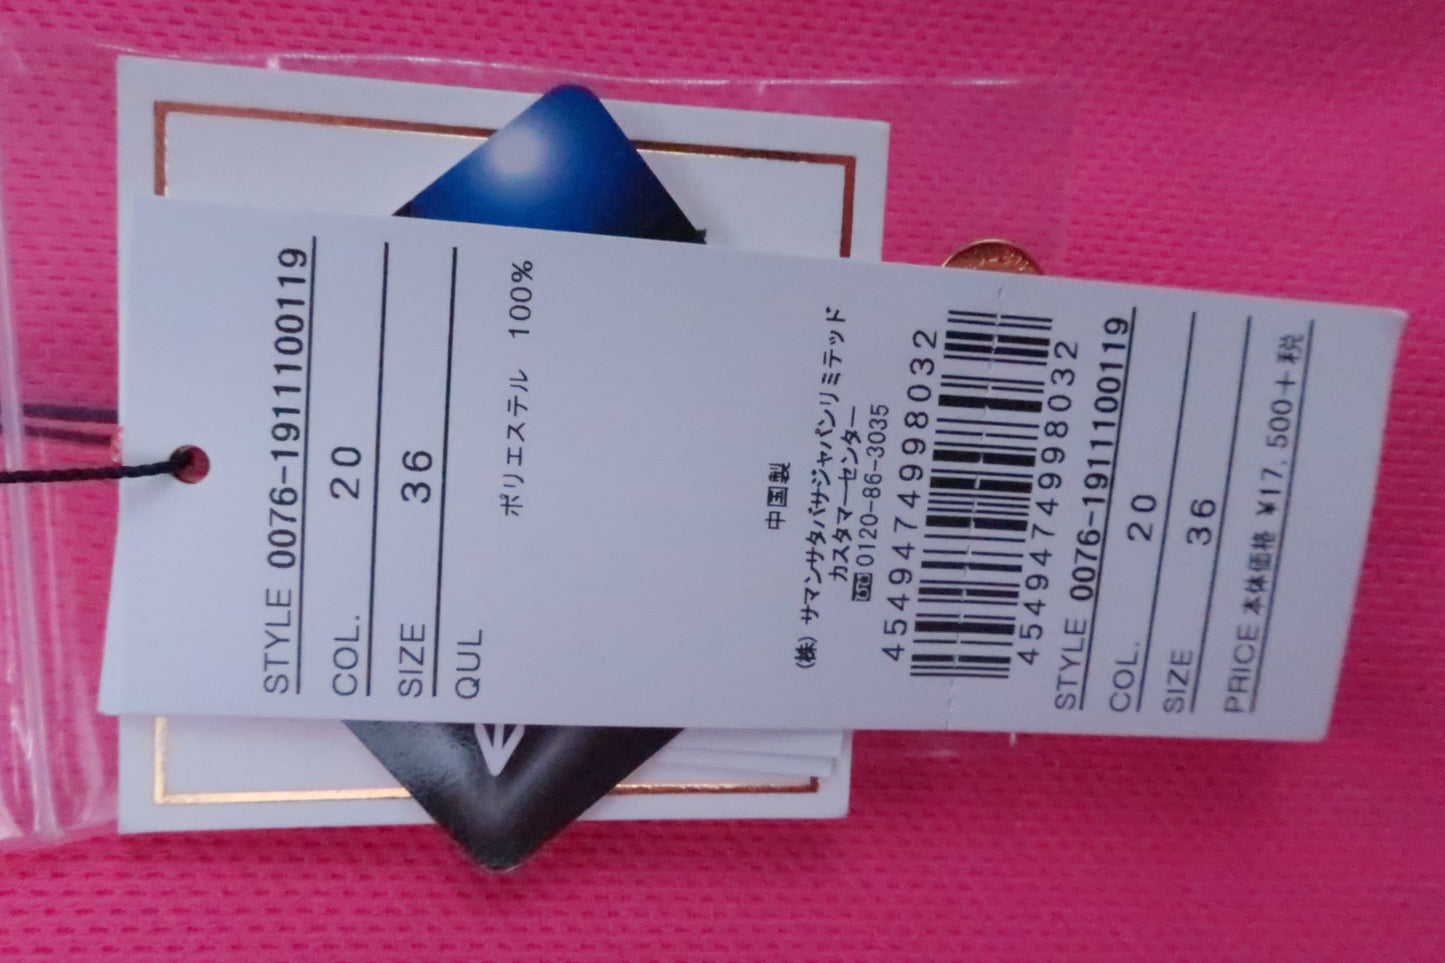 STYLE 0076-1911100119
COL. 20
SIZE 36
QUL
ポリエステル 100%
中国製
(株) サマンサタバサジャパンリミテッド
カスタマーセンター
0120-86-3035
4549474998032
4549474998032
STYLE 0076-1911100119
COL. 20
SIZE 36
PRICE 本体価格 ¥17,500+税